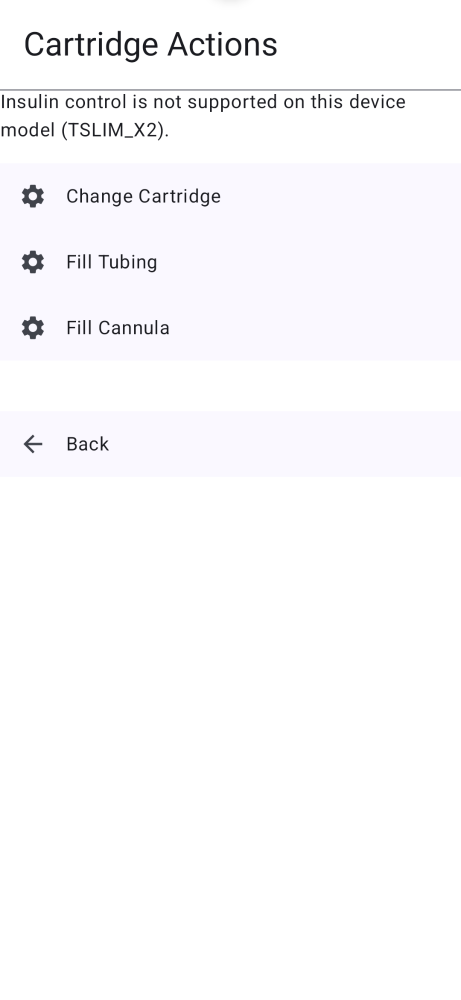 Cartridge Actions
Insulin control is not supported on this device
model (TSLIM_X2).
Change Cartridge
Fill Tubing
Fill Cannula
Back